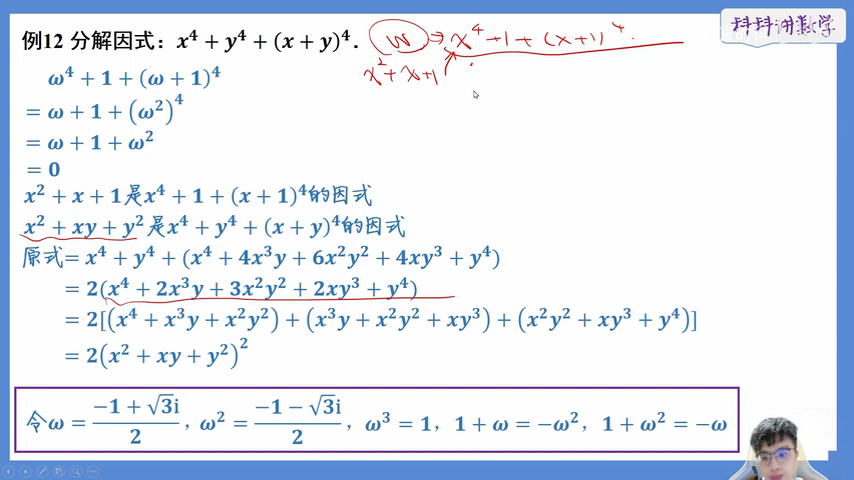 例12 分解因式：x⁴ + y⁴ + (x + y)⁴.
ω → x⁴ + 1 + (x+1)⁴.
x² + x + 1
科科讲数学
ω⁴ + 1 + (ω + 1)⁴
= ω + 1 + (ω²)⁴
= ω + 1 + ω²
= 0
x² + x + 1是x⁴ + 1 + (x + 1)⁴的因式
x² + xy + y²是x⁴ + y⁴ + (x + y)⁴的因式
原式= x⁴ + y⁴ + (x⁴ + 4x³y + 6x²y² + 4xy³ + y⁴)
= 2(x⁴ + 2x³y + 3x²y² + 2xy³ + y⁴)
= 2[(x⁴ + x³y + x²y²) + (x³y + x²y² + xy³) + (x²y² + xy³ + y⁴)]
= 2(x² + xy + y²)²
令ω = (-1 + √3i)/2，ω² = (-1 - √3i)/2，ω³ = 1，1 + ω = -ω²，1 + ω² = -ω